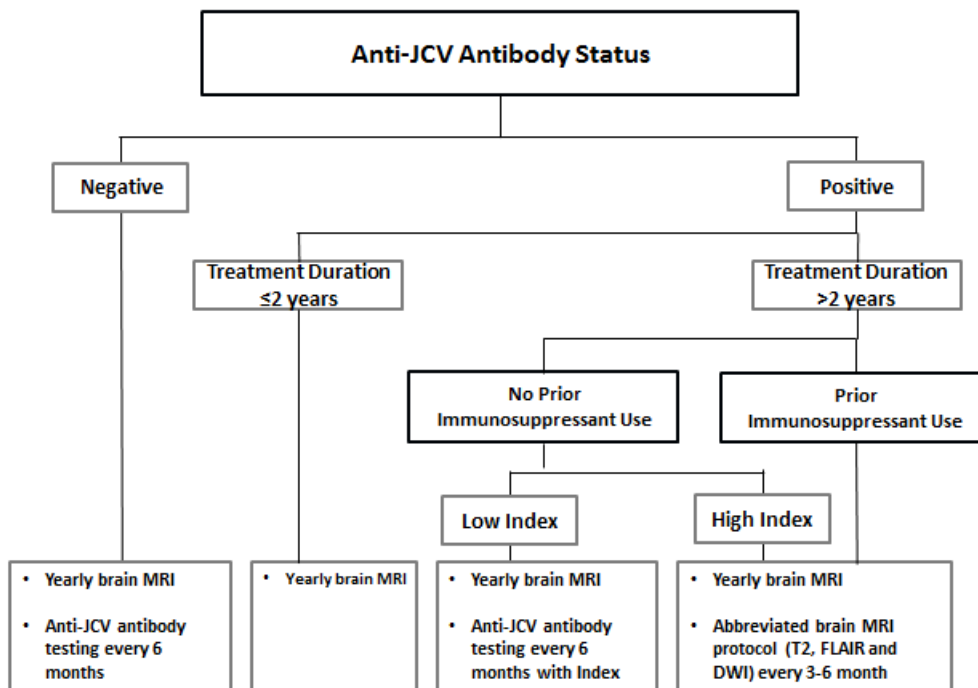 Anti-JCV Antibody Status
Negative
Positive
Treatment Duration
≤2 years
Treatment Duration
>2 years
No Prior
Immunosuppressant Use
Prior
Immunosuppressant Use
Low Index
High Index
• Yearly brain MRI
• Anti-JCV antibody
testing every 6
months
• Yearly brain MRI
• Yearly brain MRI
• Anti-JCV antibody
testing every 6
months with Index
• Yearly brain MRI
• Abbreviated brain MRI
protocol (T2, FLAIR and
DWI) every 3-6 month